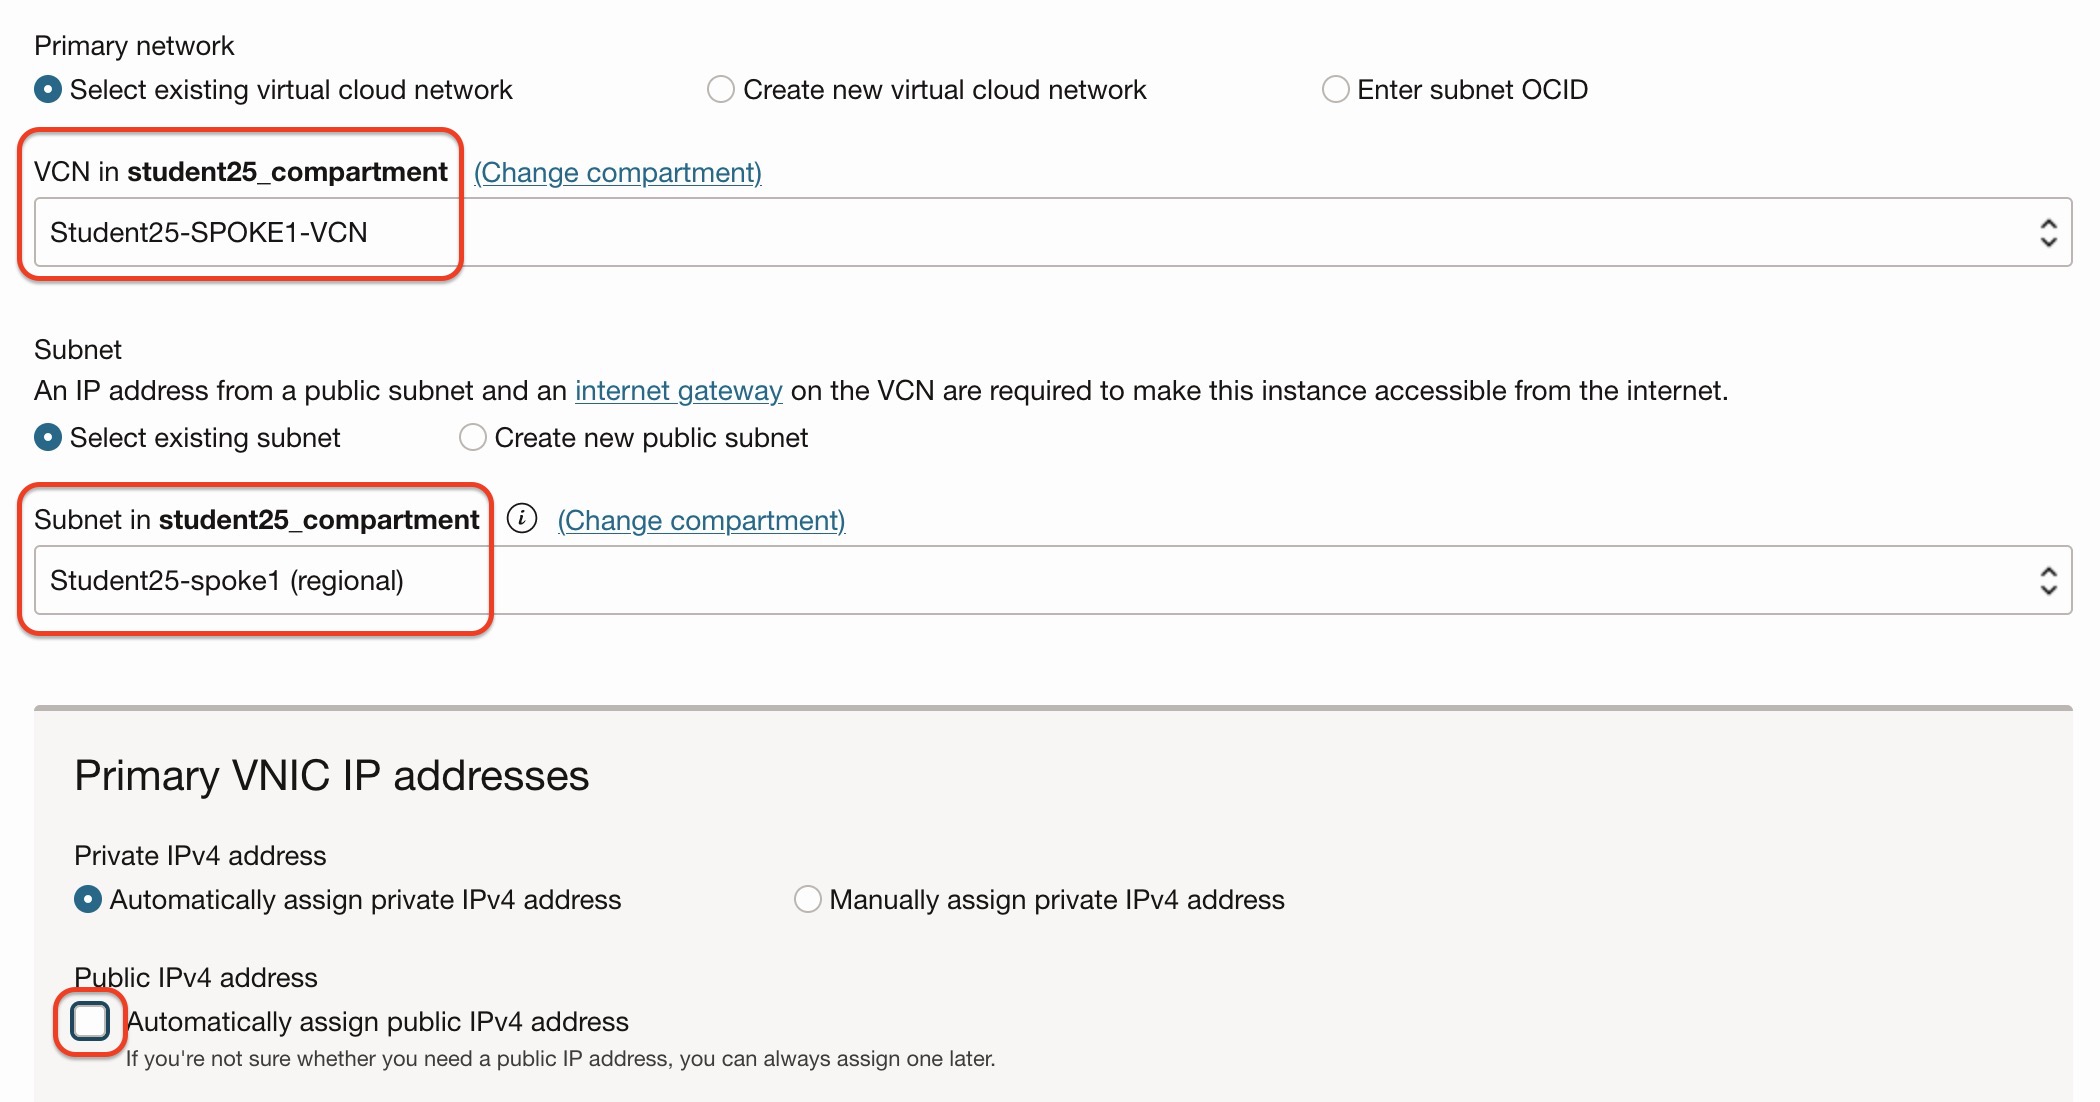 Primary network
Select existing virtual cloud network Create new virtual cloud network Enter subnet OCID
VCN in student25_compartment (Change compartment)
Student25-SPOKE1-VCN
Subnet
An IP address from a public subnet and an internet gateway on the VCN are required to make this instance accessible from the internet.
Select existing subnet Create new public subnet
Subnet in student25_compartment i (Change compartment)
Student25-spoke1 (regional)
Primary VNIC IP addresses
Private IPv4 address
Automatically assign private IPv4 address Manually assign private IPv4 address
Public IPv4 address
Automatically assign public IPv4 address
If you're not sure whether you need a public IP address, you can always assign one later.